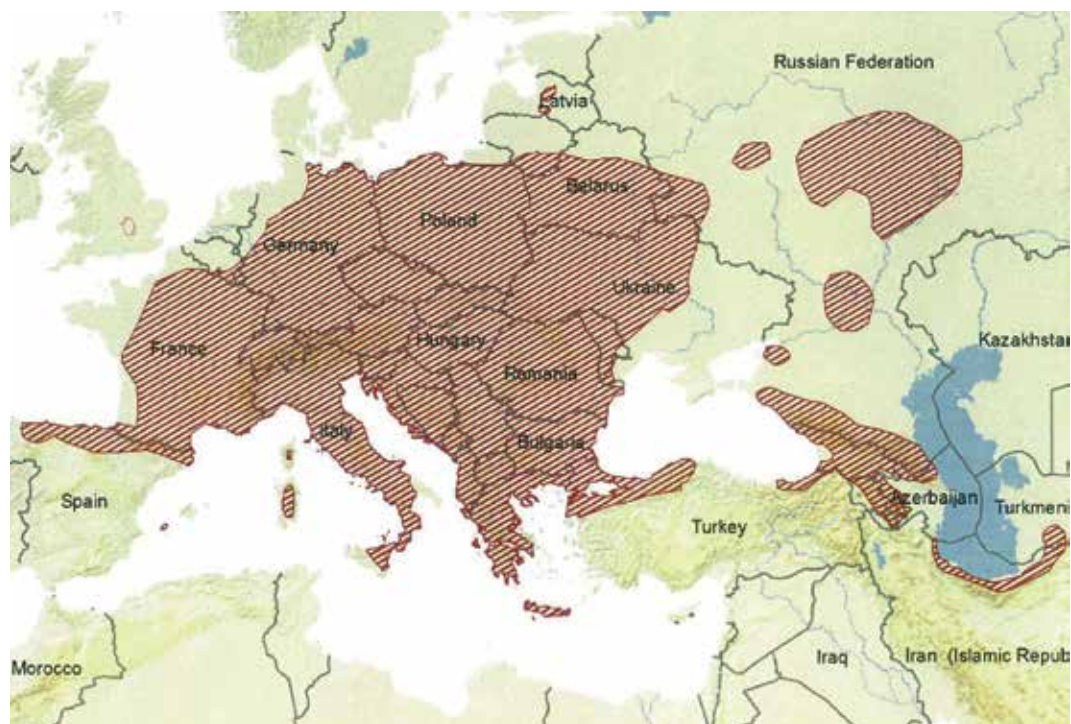 Russian Federation
Latvia
Belarus
Poland
Germany
Ukraine
Kazakhstan
France
Hungary
Romania
Italy
Bulgaria
Spain
Azerbaijan
Turkmeni
Turkey
Morocco
Iraq
Iran (Islamic Repub